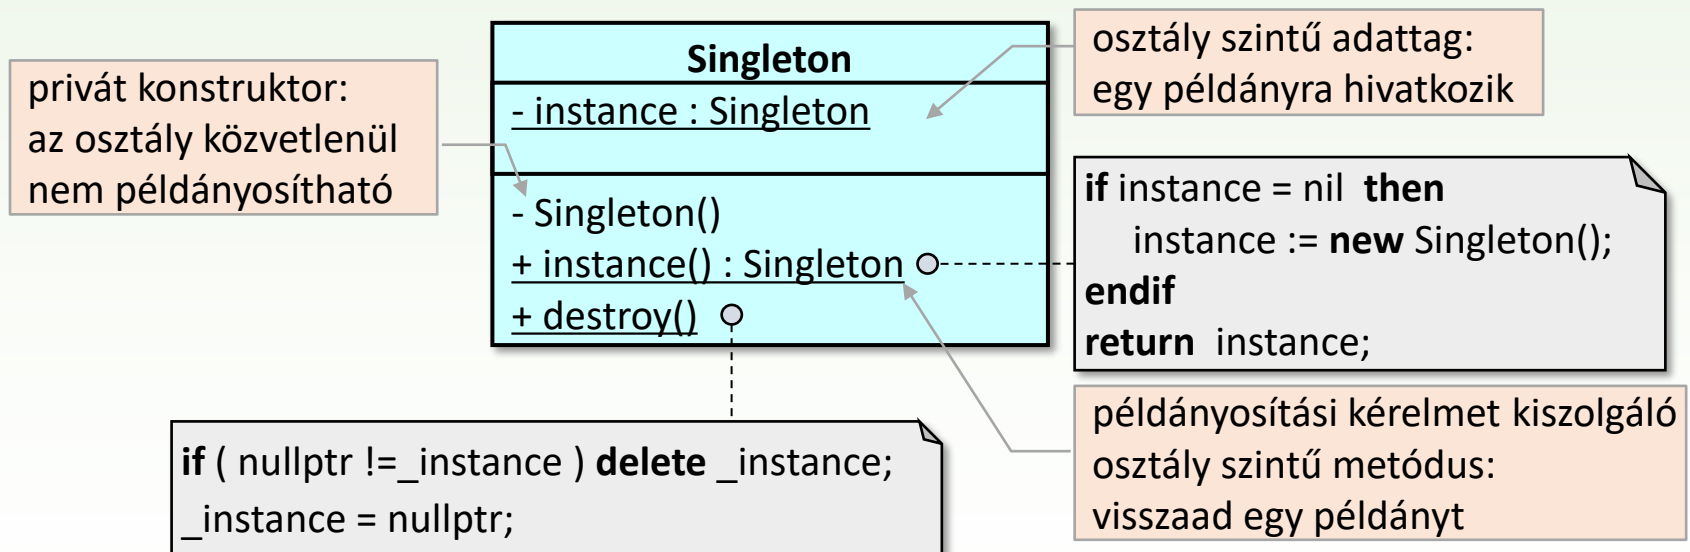 Singleton
- instance : Singleton
- Singleton()
+ instance() : Singleton
+ destroy()
privát konstruktor:
az osztály közvetlenül
nem példányosítható
osztály szintű adattag:
egy példányra hivatkozik
if instance = nil then
instance := new Singleton();
endif
return instance;
példányosítási kérelmet kiszolgáló
osztály szintű metódus:
visszaad egy példányt
if ( nullptr !=_instance ) delete _instance;
_instance = nullptr;